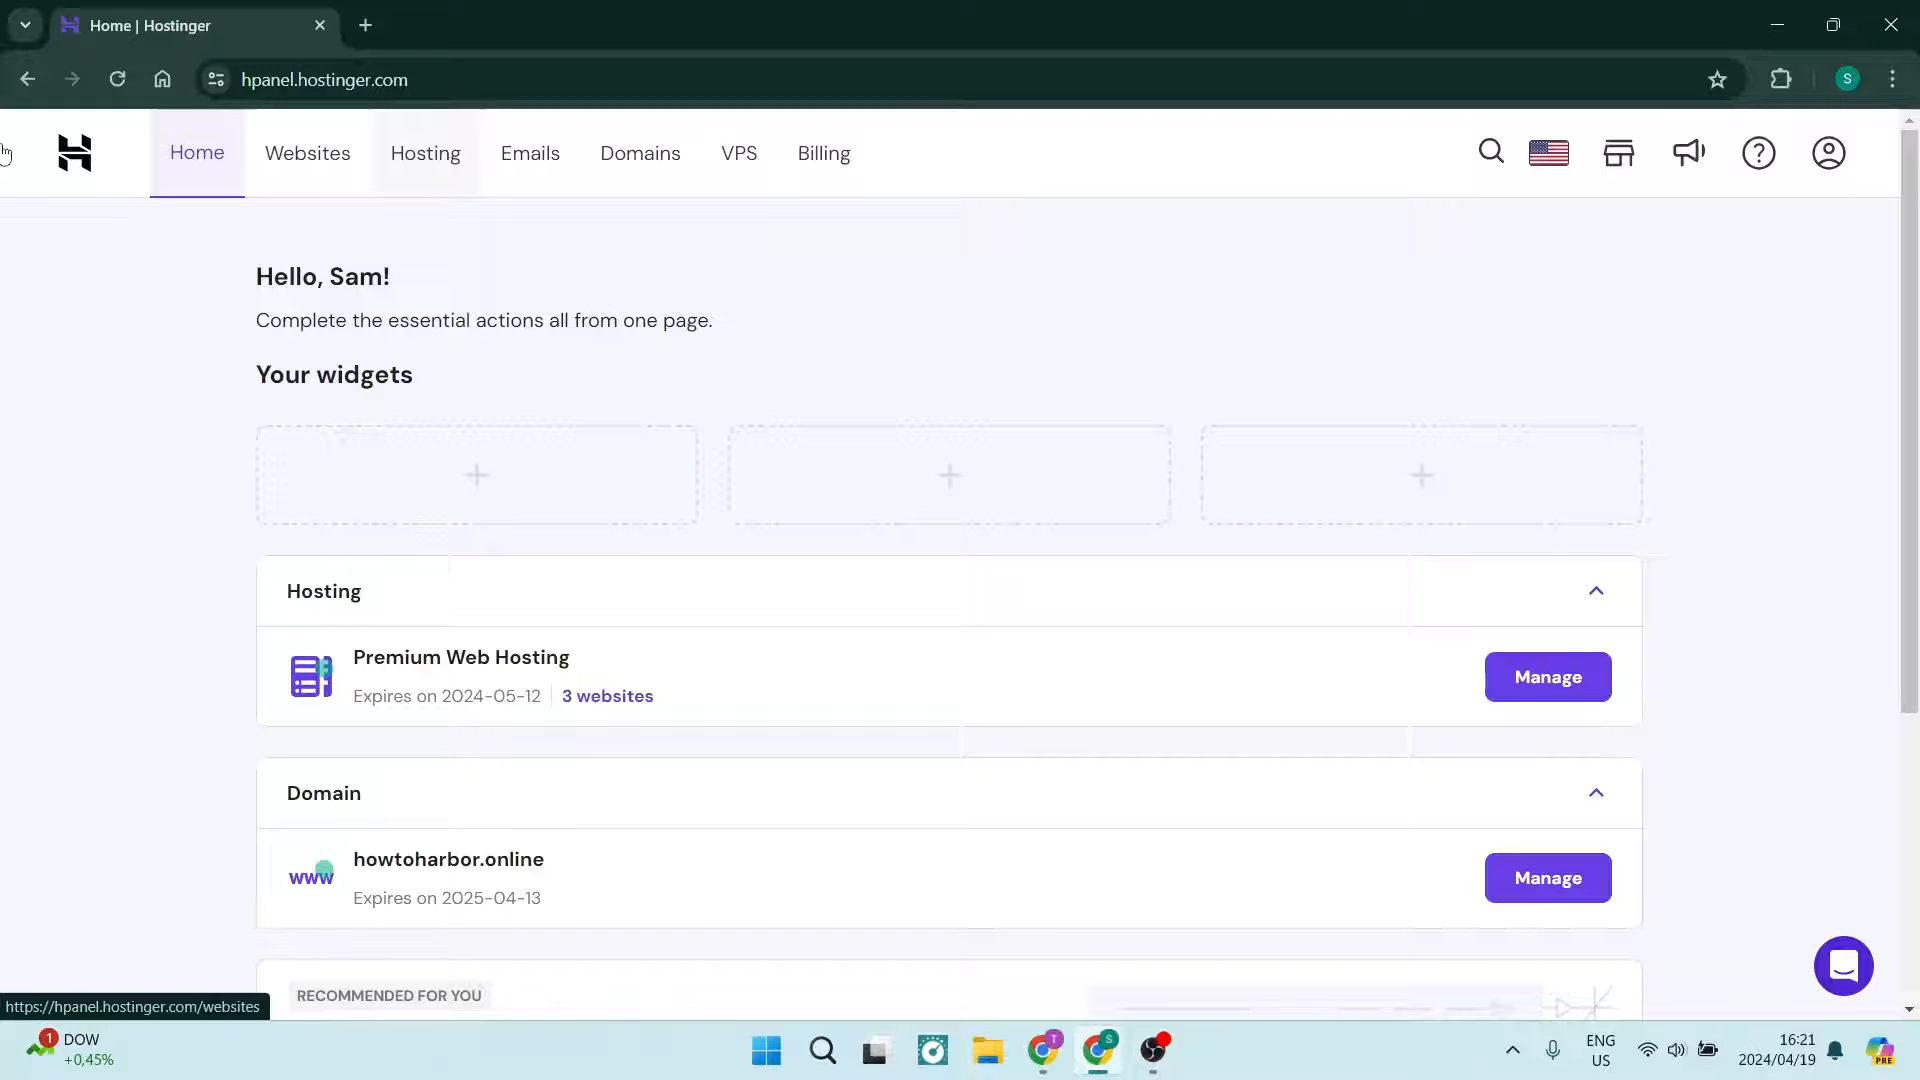 Home | Hostinger
hpanel.hostinger.com
Home
Websites
Hosting
Emails
Domains
VPS
Billing
Hello, Sam!
Complete the essential actions all from one page.
Your widgets
Hosting
Premium Web Hosting
Expires on 2024-05-12
3 websites
Manage
Domain
www
howtoharbor.online
Expires on 2025-04-13
Manage
RECOMMENDED FOR YOU
https://hpanel.hostinger.com/websites
1
DOW
+0,45%
T
S
S
ENG
US
16:21
2024/04/19
PRE